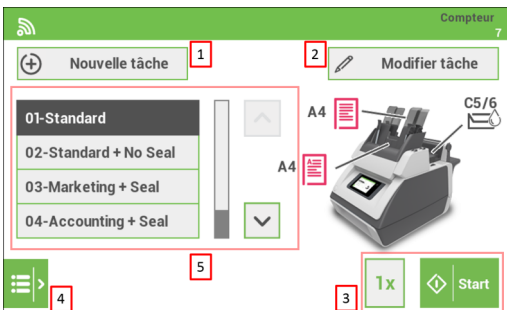 Compteur
7
1
2
Nouvelle tâche
Modifier tâche
01-Standard
02-Standard + No Seal
03-Marketing + Seal
04-Accounting + Seal
A4
C5/6
A4
5
4
3
1x
Start